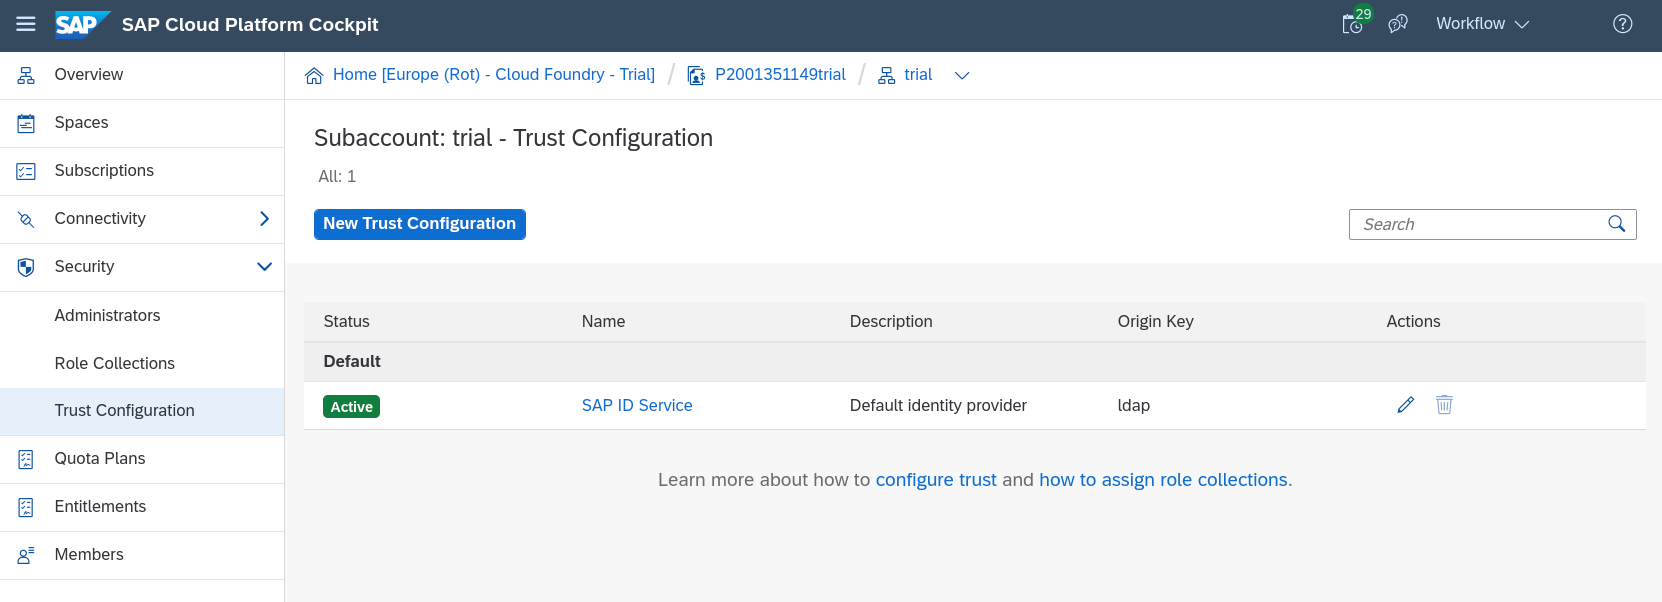 SAP SAP Cloud Platform Cockpit 29 Workflow
Overview
Spaces
Subscriptions
Connectivity
Security
Administrators
Role Collections
Trust Configuration
Quota Plans
Entitlements
Members
Home [Europe (Rot) - Cloud Foundry - Trial] / P2001351149trial / trial
Subaccount: trial - Trust Configuration
All: 1
New Trust Configuration Search
Status Name Description Origin Key Actions
Default
Active SAP ID Service Default identity provider ldap
Learn more about how to configure trust and how to assign role collections.